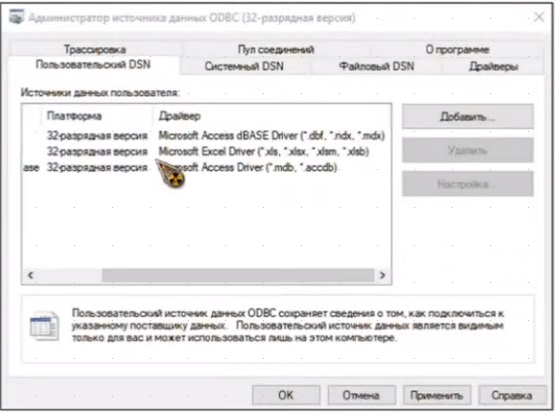 Администратор источника данных ODBC (32-разрядная версия)
Трассировка Пул соединений О программе
Пользовательский DSN Системный DSN Файловый DSN Драйверы
Источники данных пользователя:
Платформа Драйвер
32-разрядная версия Microsoft Access dBASE Driver (*.dbf, *.ndx, *.mdx)
32-разрядная версия Microsoft Excel Driver (*.xls, *.xlsx, *.xlsm, *.xlsb)
ase 32-разрядная версия Microsoft Access Driver (*.mdb, *.accdb)
Добавить...
Удалить
Настройка...
Пользовательский источник данных ODBC сохраняет сведения о том, как подключиться к
указанному поставщику данных. Пользовательский источник данных является видимым
только для вас и может использоваться лишь на этом компьютере.
OK Отмена Применить Справка